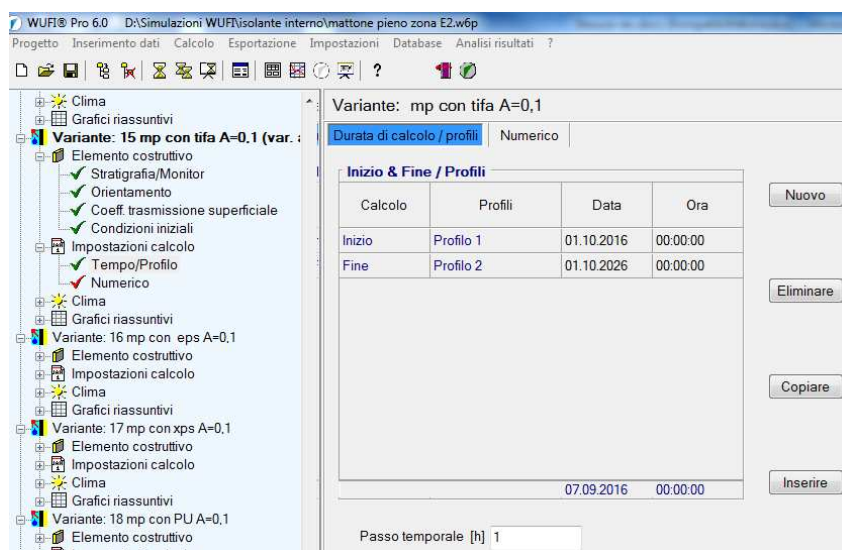 WUFI® Pro 6.0 D:\Simulazioni WUFI\isolante interno\mattone pieno zona E2.w6p
Progetto Inserimento dati Calcolo Esportazione Impostazioni Database Analisi risultati ?
?
Clima
Grafici riassuntivi
Variante: 15 mp con tifa A=0,1 (var. a
Elemento costruttivo
Stratigrafia/Monitor
Orientamento
Coeff. trasmissione superficiale
Condizioni iniziali
Impostazioni calcolo
Tempo/Profilo
Numerico
Clima
Grafici riassuntivi
Variante: 16 mp con eps A=0,1
Elemento costruttivo
Impostazioni calcolo
Clima
Grafici riassuntivi
Variante: 17 mp con xps A=0,1
Elemento costruttivo
Impostazioni calcolo
Clima
Grafici riassuntivi
Variante: 18 mp con PU A=0,1
Elemento costruttivo
Variante: mp con tifa A=0,1
Durata di calcolo / profili Numerico
Inizio & Fine / Profili
Calcolo Profili Data Ora
Inizio Profilo 1 01.10.2016 00:00:00
Fine Profilo 2 01.10.2026 00:00:00
07.09.2016 00:00:00
Passo temporale [h] 1
Nuovo
Eliminare
Copiare
Inserire